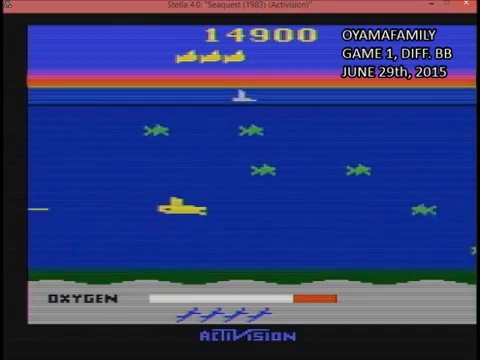 Stella 4.0: "Seaquest (1983) (Activision)"
14900
OYAMAFAMILY
GAME 1, DIFF. BB
JUNE 29th, 2015
OXYGEN
ACTIVISION